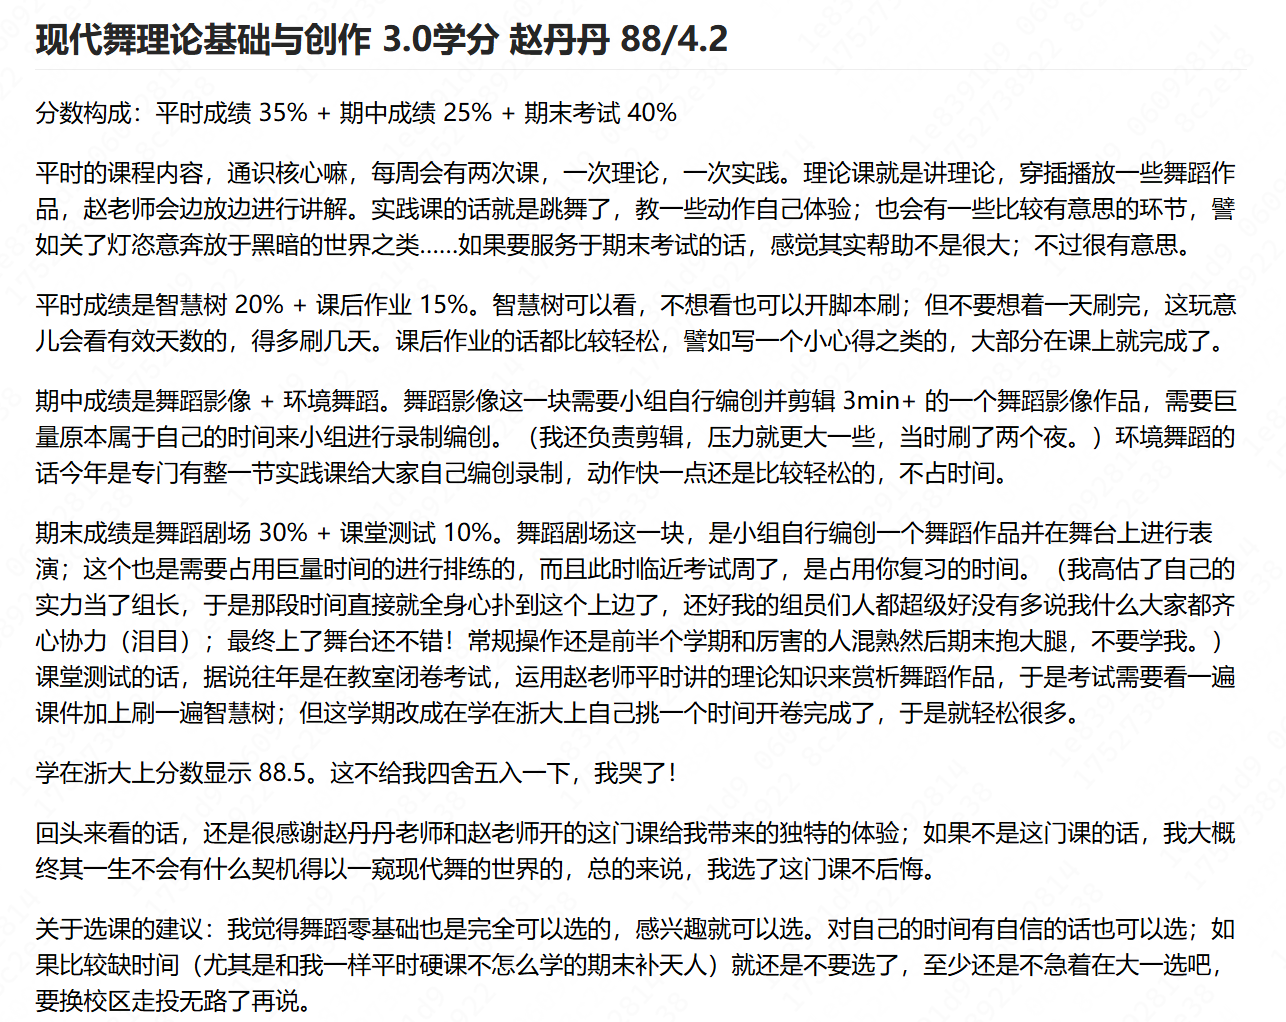 现代舞理论基础与创作 3.0学分 赵丹丹 88/4.2
分数构成：平时成绩 35% + 期中成绩 25% + 期末考试 40%
平时的课程内容，通识核心嘛，每周会有两次课，一次理论，一次实践。理论课就是讲理论，穿插播放一些舞蹈作
品，赵老师会边放边进行讲解。实践课的话就是跳舞了，教一些动作自己体验；也会有一些比较有意思的环节，譬
如关了灯恣意奔放于黑暗的世界之类......如果要服务于期末考试的话，感觉其实帮助不是很大；不过很有意思。
平时成绩是智慧树 20% + 课后作业 15%。智慧树可以看，不想看也可以开脚本刷；但不要想着一天刷完，这玩意
儿会看有效天数的，得多刷几天。课后作业的话都比较轻松，譬如写一个小心得之类的，大部分在课上就完成了。
期中成绩是舞蹈影像 + 环境舞蹈。舞蹈影像这一块需要小组自行编创并剪辑 3min+ 的一个舞蹈影像作品，需要巨
量原本属于自己的时间来小组进行录制编创。（我还负责剪辑，压力就更大一些，当时刷了两个夜。）环境舞蹈的
话今年是专门有整一节实践课给大家自己编创录制，动作快一点还是比较轻松的，不占时间。
期末成绩是舞蹈剧场 30% + 课堂测试 10%。舞蹈剧场这一块，是小组自行编创一个舞蹈作品并在舞台上进行表
演；这个也是需要占用巨量时间的进行排练的，而且此时临近考试周了，是占用你复习的时间。（我高估了自己的
实力当了组长，于是那段时间直接就全身心扑到这个上边了，还好我的组员们人都超级好没有多说我什么大家都齐
心协力（泪目）；最终上了舞台还不错！常规操作还是前半个学期和厉害的人混熟然后期末抱大腿，不要学我。）
课堂测试的话，据说往年是在教室闭卷考试，运用赵老师平时讲的理论知识来赏析舞蹈作品，于是考试需要看一遍
课件加上刷一遍智慧树；但这学期改成在学在浙大上自己挑一个时间开卷完成了，于是就轻松很多。
学在浙大上分数显示 88.5。这不给我四舍五入一下，我哭了！
回头来看的话，还是很感谢赵丹丹老师和赵老师开的这门课给我带来的独特的体验；如果不是这门课的话，我大概
终其一生不会有什么契机得以一窥现代舞的世界的，总的来说，我选了这门课不后悔。
关于选课的建议：我觉得舞蹈零基础也是完全可以选的，感兴趣就可以选。对自己的时间有自信的话也可以选；如
果比较缺时间（尤其是和我一样平时硬课不怎么学的期末补天人）就还是不要选了，至少还是不急着在大一选吧，
要换校区走投无路了再说。